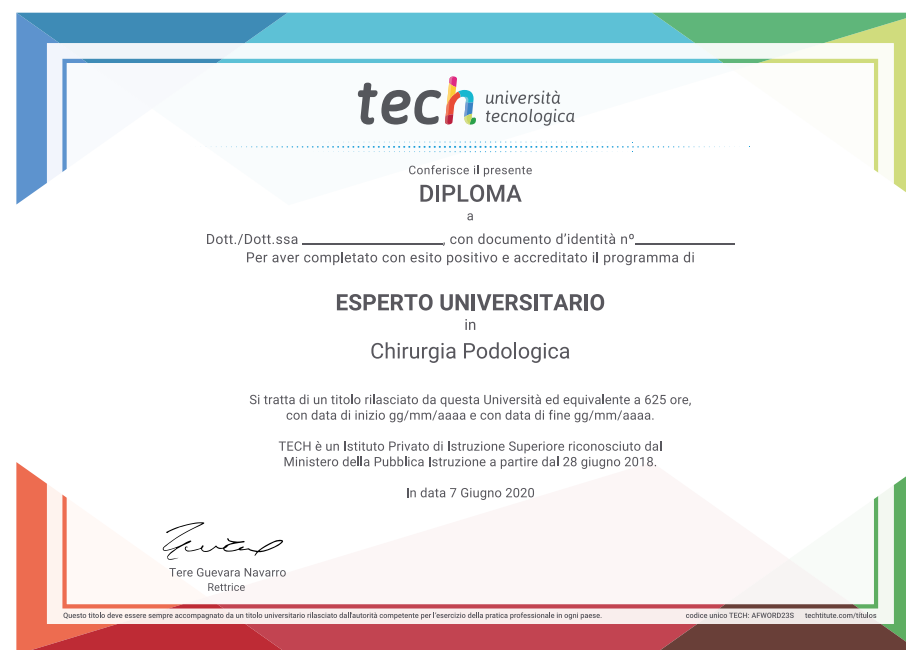 tech università
tecnologica
Conferisce il presente
DIPLOMA
a
Dott./Dott.ssa ____________________, con documento d'identità nº______________
Per aver completato con esito positivo e accreditato il programma di
ESPERTO UNIVERSITARIO
in
Chirurgia Podologica
Si tratta di un titolo rilasciato da questa Università ed equivalente a 625 ore,
con data di inizio gg/mm/aaaa e con data di fine gg/mm/aaaa.
TECH è un Istituto Privato di Istruzione Superiore riconosciuto dal
Ministero della Pubblica Istruzione a partire dal 28 giugno 2018.
In data 7 Giugno 2020
Tere Guevara Navarro
Rettrice
Questo titolo deve essere sempre accompagnato da un titolo universitario rilasciato dall'autorità competente per l'esercizio della pratica professionale in ogni paese. codice unico TECH: AFWORD23S techtitute.com/titulos